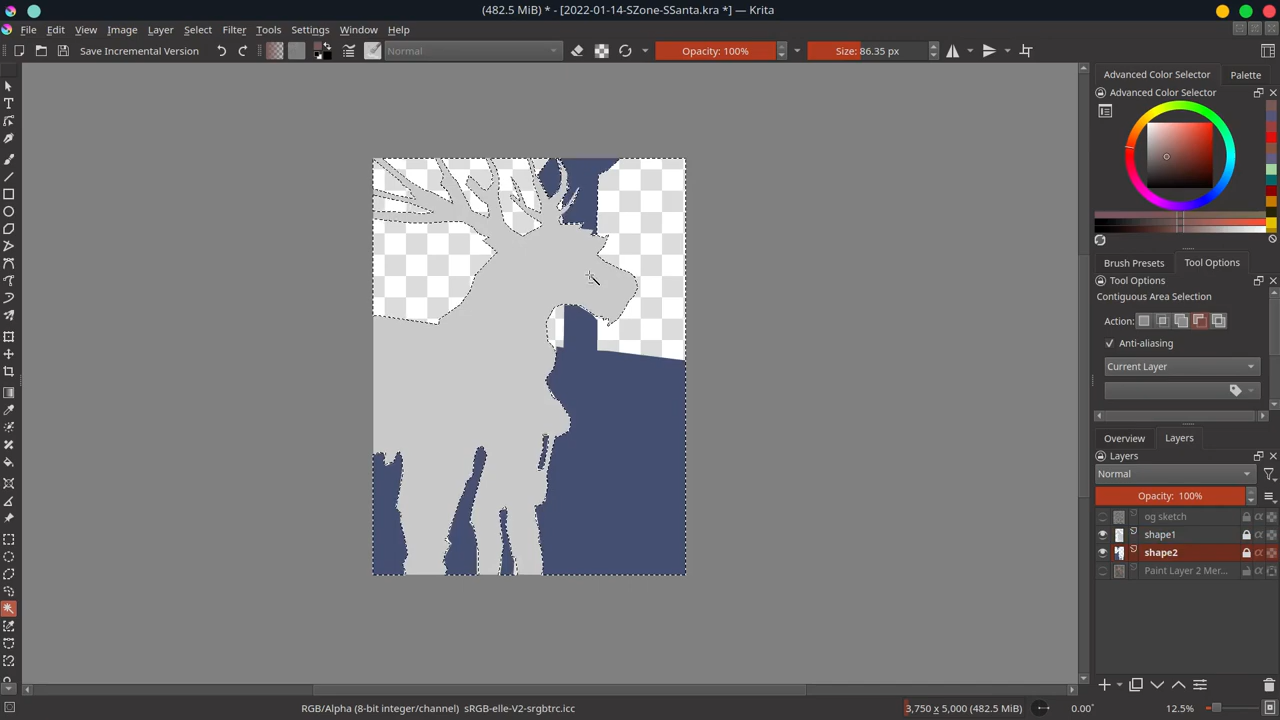 (482.5 MiB) * - [2022-01-14-SZone-SSanta.kra *] — Krita
File Edit View Image Layer Select Filter Tools Settings Window Help
Save Incremental Version Normal Opacity: 100% Size: 86.35 px
Advanced Color Selector Palette
Advanced Color Selector
Brush Presets Tool Options
Tool Options
Contiguous Area Selection
Action:
Anti-aliasing
Current Layer
Overview Layers
Layers
Normal
Opacity: 100%
og sketch
shape1
shape2
Paint Layer 2 Mer...
RGB/Alpha (8-bit integer/channel) sRGB-elle-V2-srgbtrc.icc 3,750 x 5,000 (482.5 MiB) 0.00° 12.5%